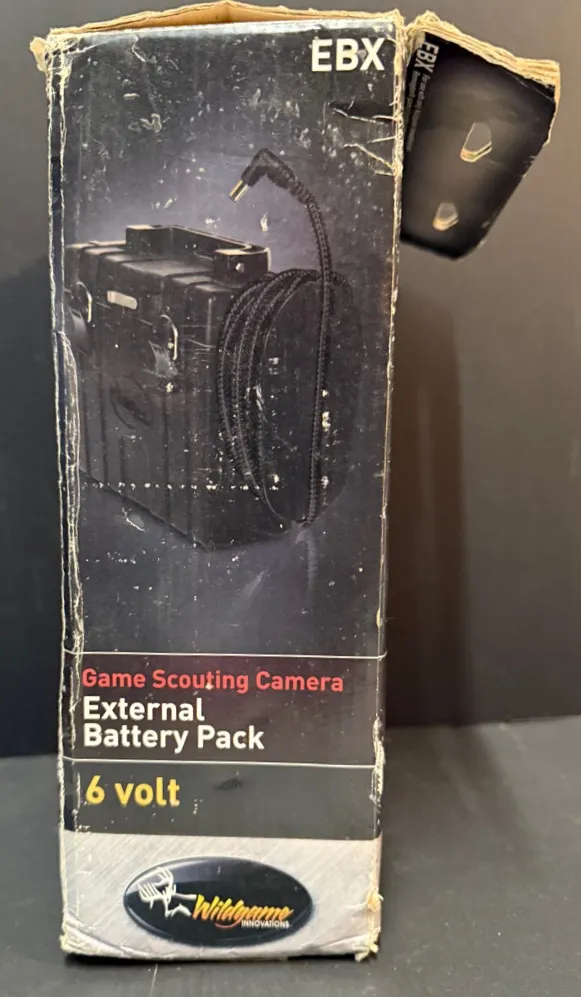 EBX
EBX
Game Scouting Camera
External
Battery Pack
6 volt
Wildgame
INNOVATIONS